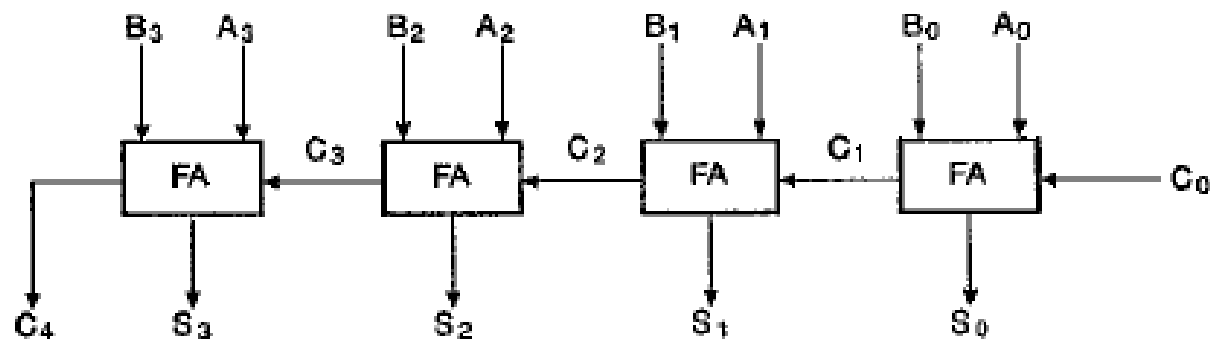 B₃ A₃ B₂ A₂ B₁ A₁ B₀ A₀
FA C₃ FA C₂ FA C₁ FA C₀
C₄ S₃ S₂ S₁ S₀